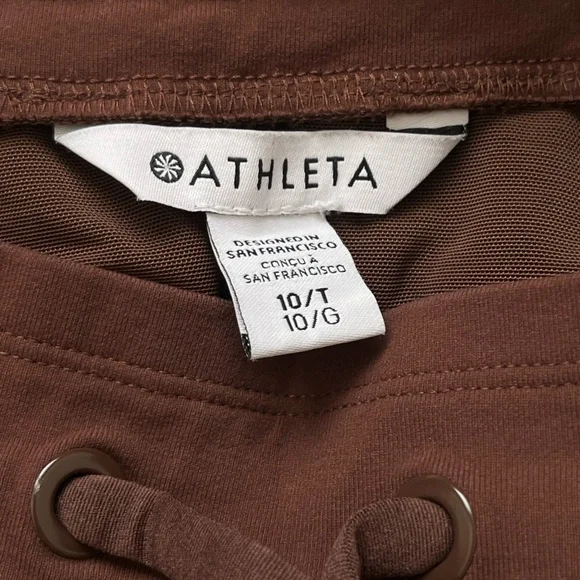 ATHLETA
DESIGNED IN
SAN FRANCISCO
CONÇU À
SAN FRANCISCO
10/T
10/G